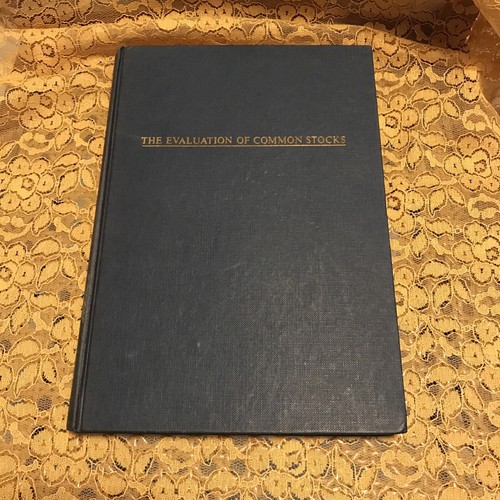 THE EVALUATION OF COMMON STOCKS